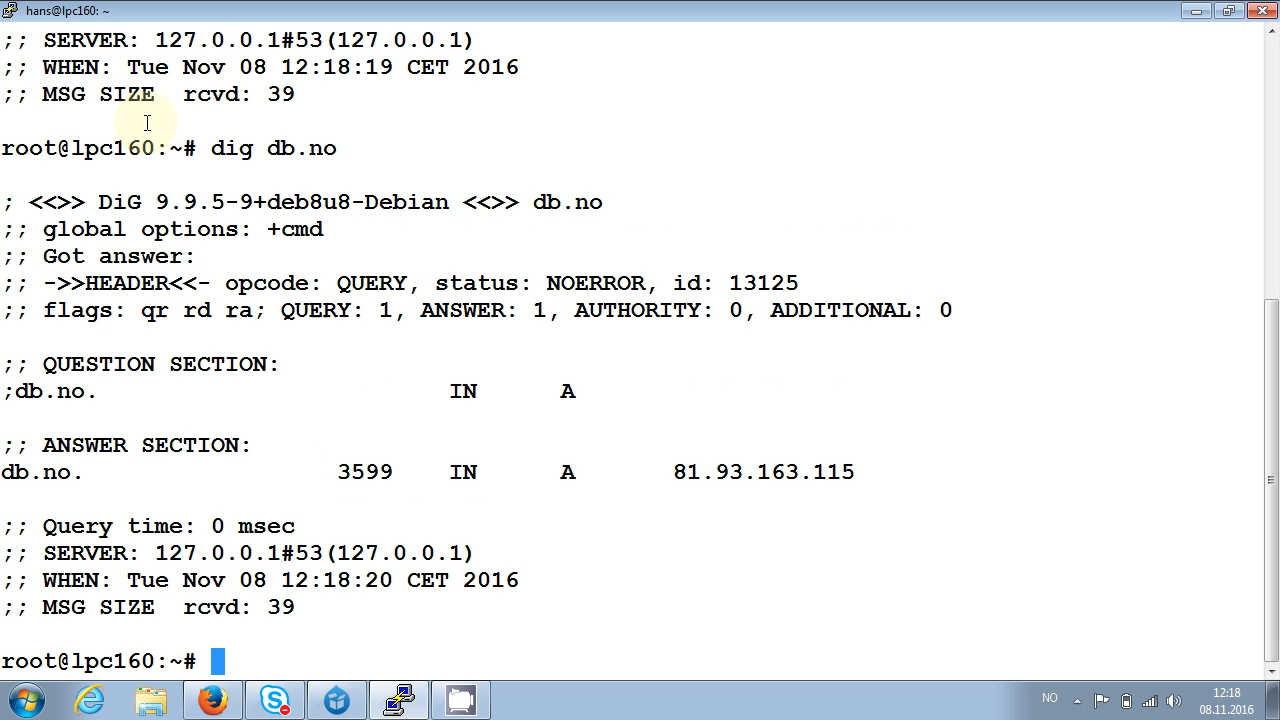 hans@lpc160: ~
;; SERVER: 127.0.0.1#53(127.0.0.1)
;; WHEN: Tue Nov 08 12:18:19 CET 2016
;; MSG SIZE  rcvd: 39
root@lpc160:~# dig db.no
; <<>> DiG 9.9.5-9+deb8u8-Debian <<>> db.no
;; global options: +cmd
;; Got answer:
;; ->>HEADER<<- opcode: QUERY, status: NOERROR, id: 13125
;; flags: qr rd ra; QUERY: 1, ANSWER: 1, AUTHORITY: 0, ADDITIONAL: 0
;; QUESTION SECTION:
;db.no. IN A
;; ANSWER SECTION:
db.no. 3599 IN A 81.93.163.115
;; Query time: 0 msec
;; SERVER: 127.0.0.1#53(127.0.0.1)
;; WHEN: Tue Nov 08 12:18:20 CET 2016
;; MSG SIZE  rcvd: 39
root@lpc160:~#
NO
12:18
08.11.2016